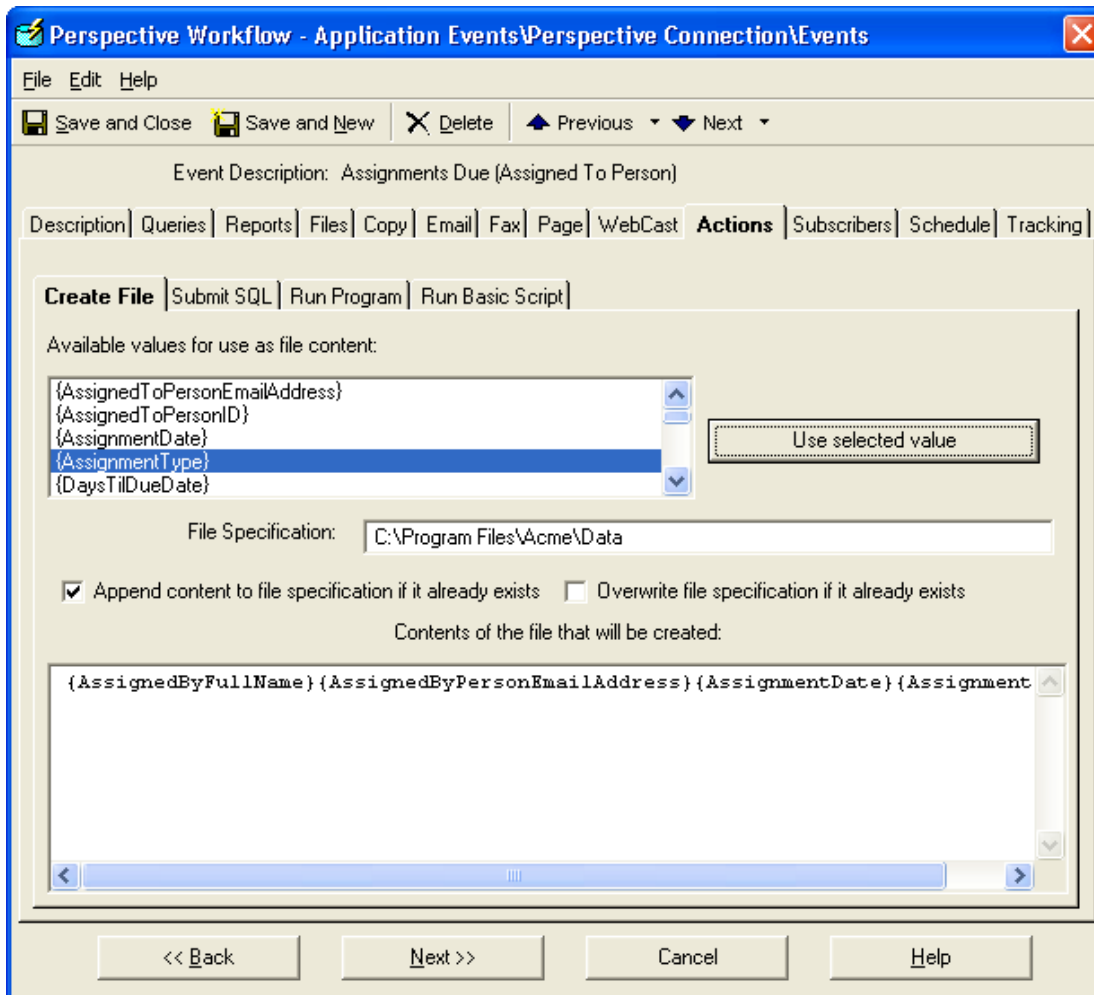 Perspective Workflow - Application Events\Perspective Connection\Events
File Edit Help
Save and Close Save and New Delete Previous Next
Event Description: Assignments Due (Assigned To Person)
Description Queries Reports Files Copy Email Fax Page WebCast Actions Subscribers Schedule Tracking
Create File Submit SQL Run Program Run Basic Script
Available values for use as file content:
{AssignedToPersonEmailAddress}
{AssignedToPersonID}
{AssignmentDate}
{AssignmentType}
{DaysTilDueDate}
Use selected value
File Specification: C:\Program Files\Acme\Data
Append content to file specification if it already exists Overwrite file specification if it already exists
Contents of the file that will be created:
{AssignedByFullName}{AssignedByPersonEmailAddress}{AssignmentDate}{Assignment
<< Back Next >> Cancel Help